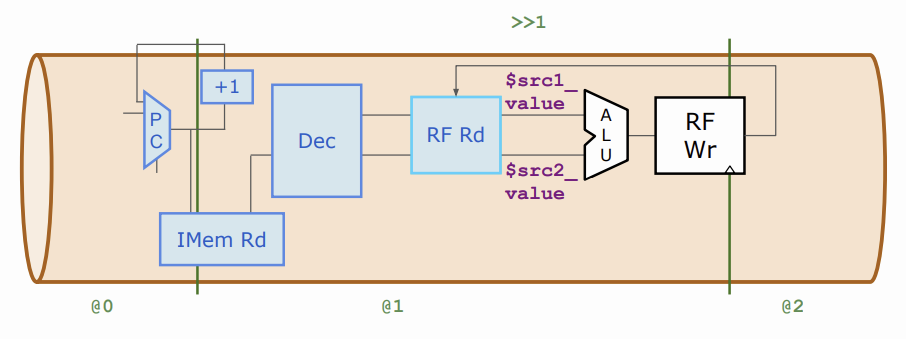 >>1
+1
$src1_
value
P
C
A
L
U
RF
Wr
Dec
RF Rd
$src2_
value
IMem Rd
@0
@1
@2